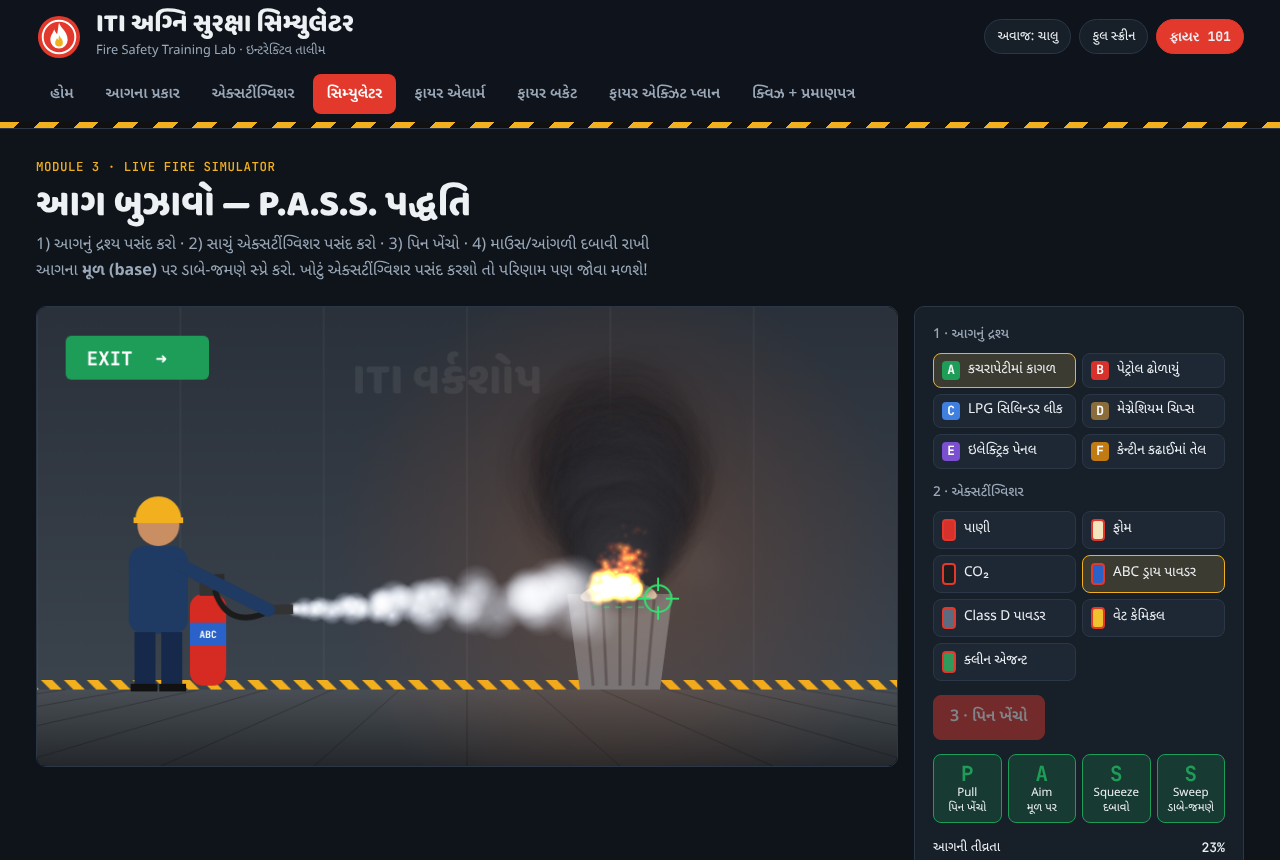 ITI અગ્નિ સુરક્ષા સિમ્યુલેટર
Fire Safety Training Lab · ઇન્ટરેક્ટિવ તાલીમ
અવાજ: ચાલુ
ફુલ સ્ક્રીન
ફાયર 101
હોમ
આગના પ્રકાર
એક્સટીંગ્વિશર
સિમ્યુલેટર
ફાયર એલાર્મ
ફાયર બકેટ
ફાયર એક્ઝિટ પ્લાન
ક્વિઝ + પ્રમાણપત્ર
MODULE 3 · LIVE FIRE SIMULATOR
આગ બુઝાવો — P.A.S.S. પદ્ધતિ
1) આગનું દ્રશ્ય પસંદ કરો · 2) સાચું એક્સટીંગ્વિશર પસંદ કરો · 3) પિન ખેંચો · 4) માઉસ/આંગળી દબાવી રાખી
આગના મૂળ (base) પર ડાબે-જમણે સ્પ્રે કરો. ખોટું એક્સટીંગ્વિશર પસંદ કરશો તો પરિણામ પણ જોવા મળશે!
EXIT →
ITI વર્કશોપ
ABC
1 · આગનું દ્રશ્ય
A કચરાપેટીમાં કાગળ
B પેટ્રોલ ઢોળાયું
C LPG સિલિન્ડર લીક
D મેગ્નેશિયમ ચિપ્સ
E ઇલેક્ટ્રિક પેનલ
F કેન્ટીન કઢાઈમાં તેલ
2 · એક્સટીંગ્વિશર
પાણી
ફોમ
CO₂
ABC ડ્રાય પાવડર
Class D પાવડર
વેટ કેમિકલ
ક્લીન એજન્ટ
3 · પિન ખેંચો
P
Pull
પિન ખેંચો
A
Aim
મૂળ પર
S
Squeeze
દબાવો
S
Sweep
ડાબે-જમણે
આગની તીવ્રતા
23%